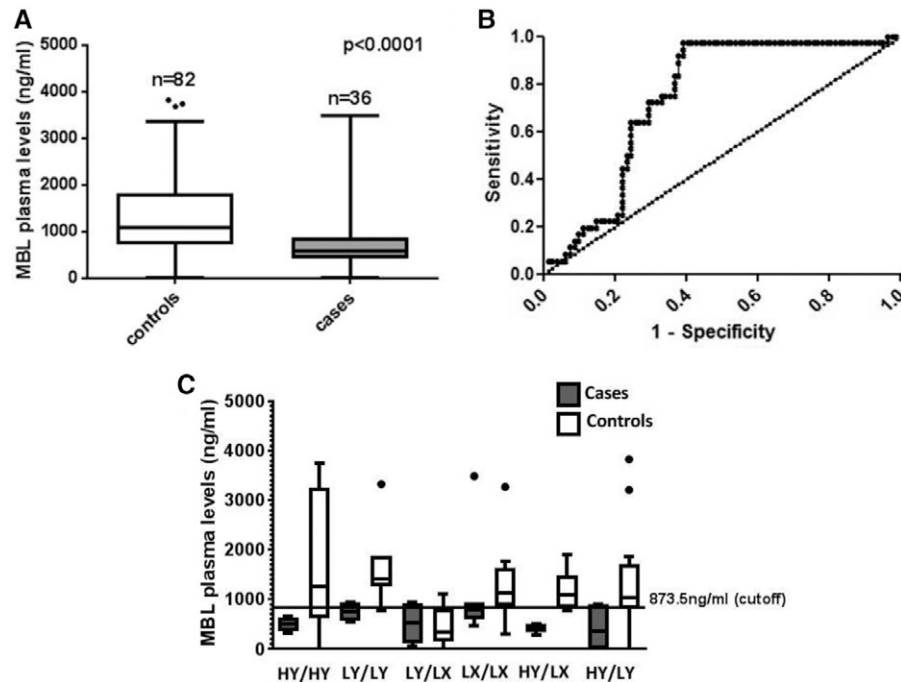 A
MBL plasma levels (ng/ml)
5000
4000
3000
2000
1000
0
n=82
p<0.0001
n=36
controls
cases
B
Sensitivity
1.0
0.8
0.6
0.4
0.2
0.0
0.0
0.2
0.4
0.6
0.8
1.0
1 - Specificity
C
MBL plasma levels (ng/ml)
5000
4000
3000
2000
1000
0
Cases
Controls
873.5ng/ml (cutoff)
HY/HY LY/LY LY/LX LX/LX HY/LX HY/LY